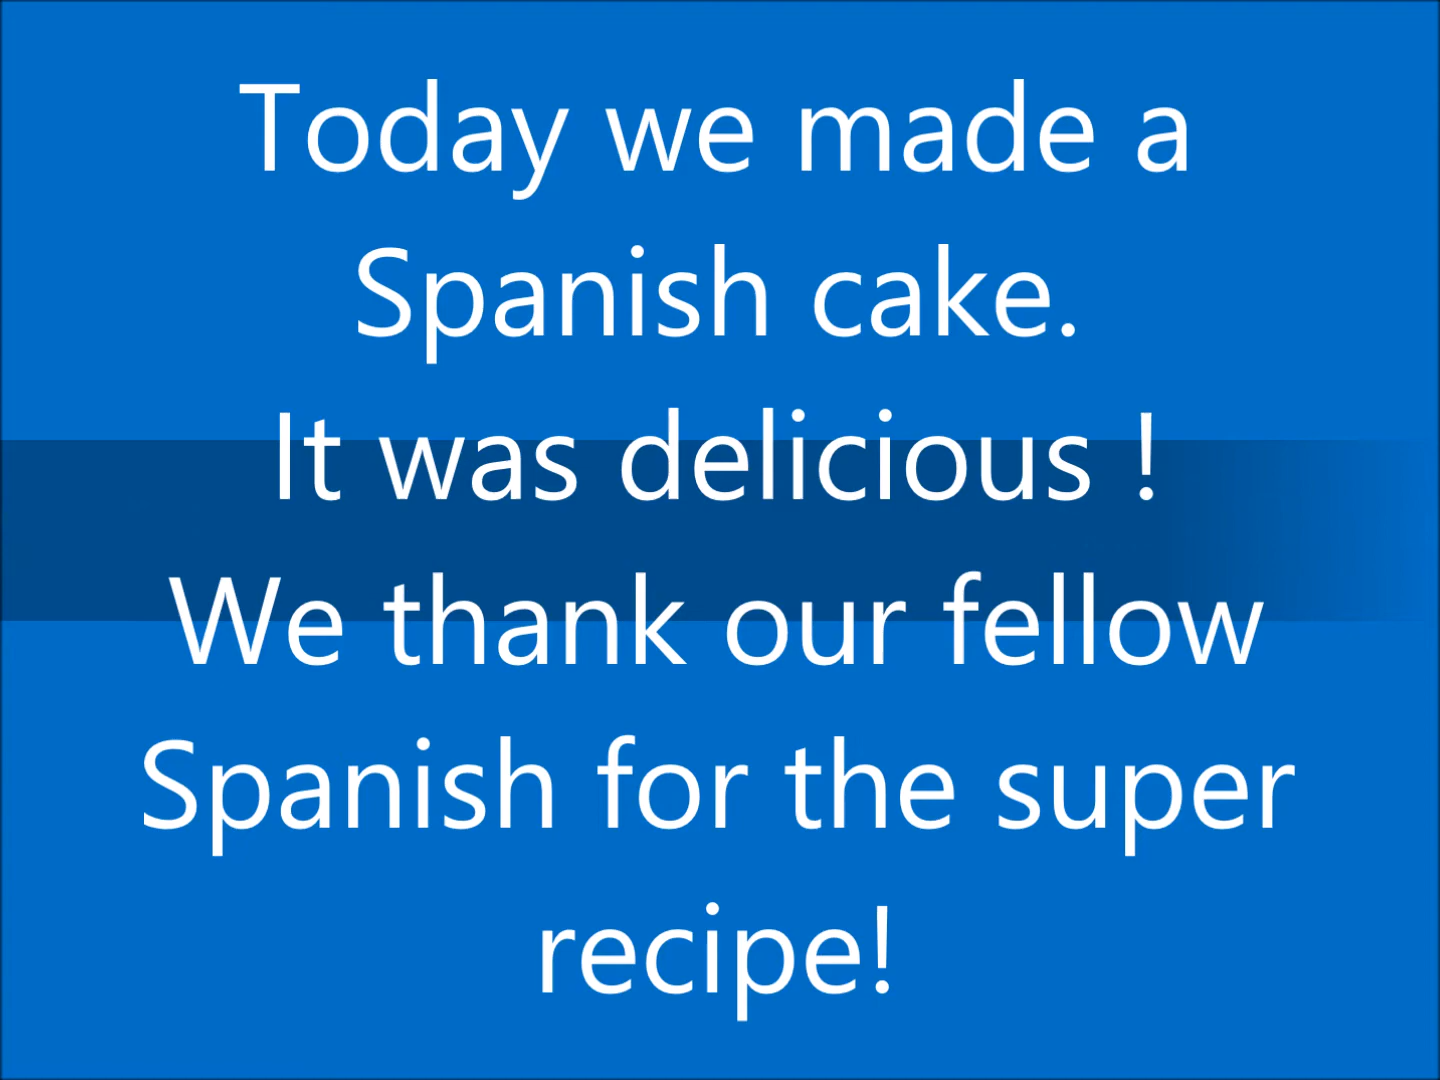 Today we made a
Spanish cake.
It was delicious !
We thank our fellow
Spanish for the super
recipe!